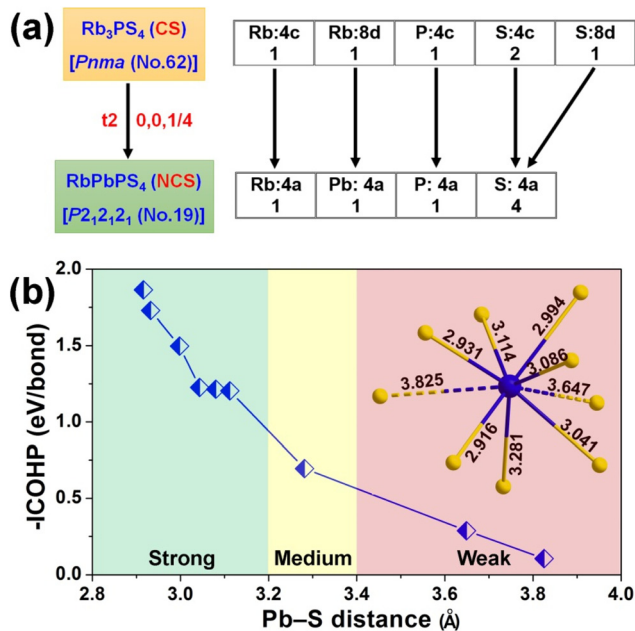 (a)
Rb₃PS₄ (CS)
[Pnma (No.62)]
t2 0,0,1/4
RbPbPS₄ (NCS)
[P2₁2₁2₁ (No.19)]
Rb:4c Rb:8d P:4c S:4c S:8d
1 1 1 2 1
Rb:4a Pb: 4a P: 4a S: 4a
1 1 1 4
(b)
2.0
1.5
1.0
0.5
0.0
-ICOHP (eV/bond)
2.994
3.114
2.931
3.086
3.825
3.647
2.916
3.281
3.041
Strong Medium Weak
2.8 3.0 3.2 3.4 3.6 3.8 4.0
Pb–S distance (Å)